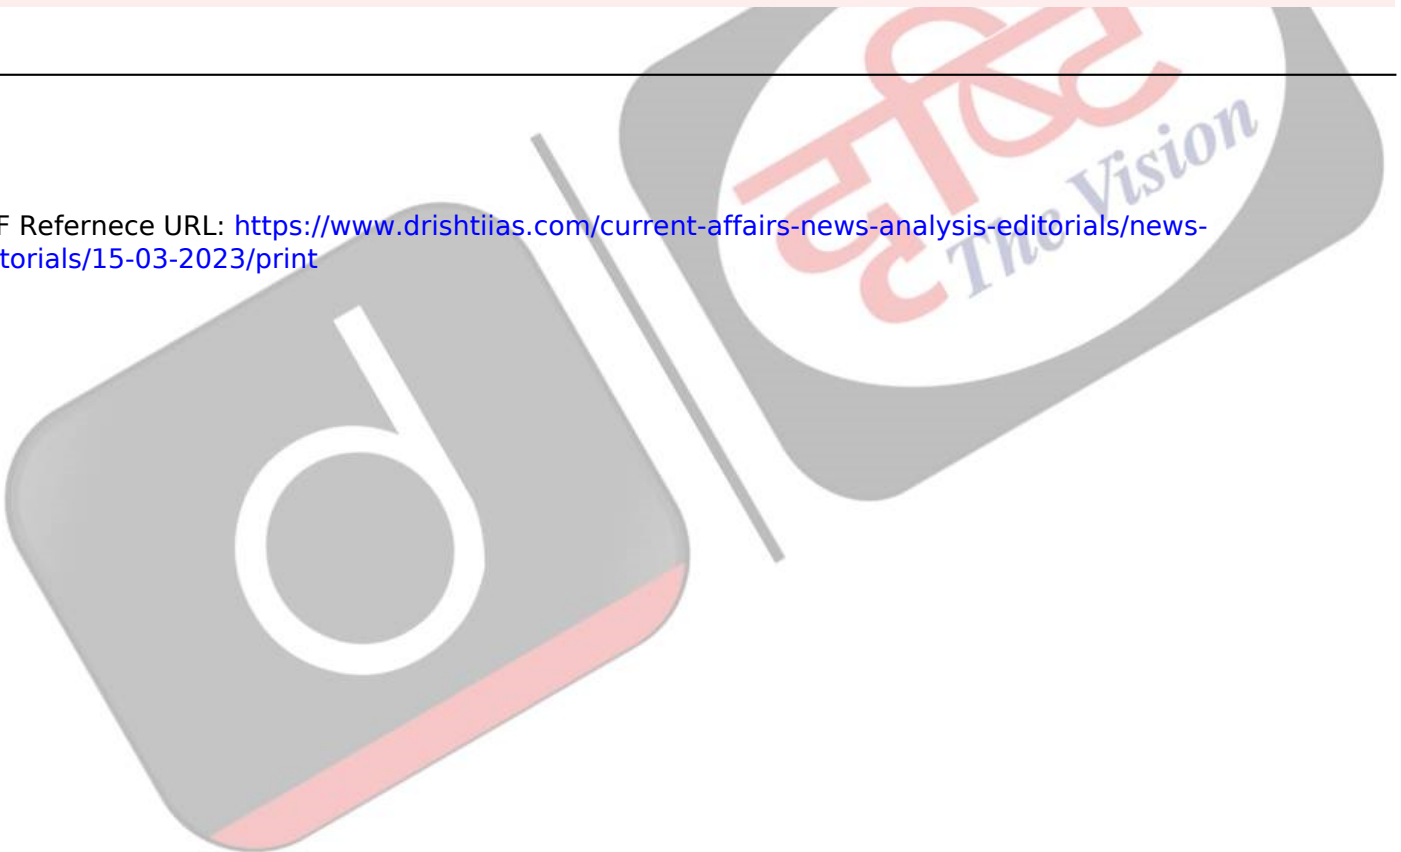 दृष्टि
The Vision
F Refernece URL: https://www.drishtiias.com/current-affairs-news-analysis-editorials/news-
torials/15-03-2023/print
d